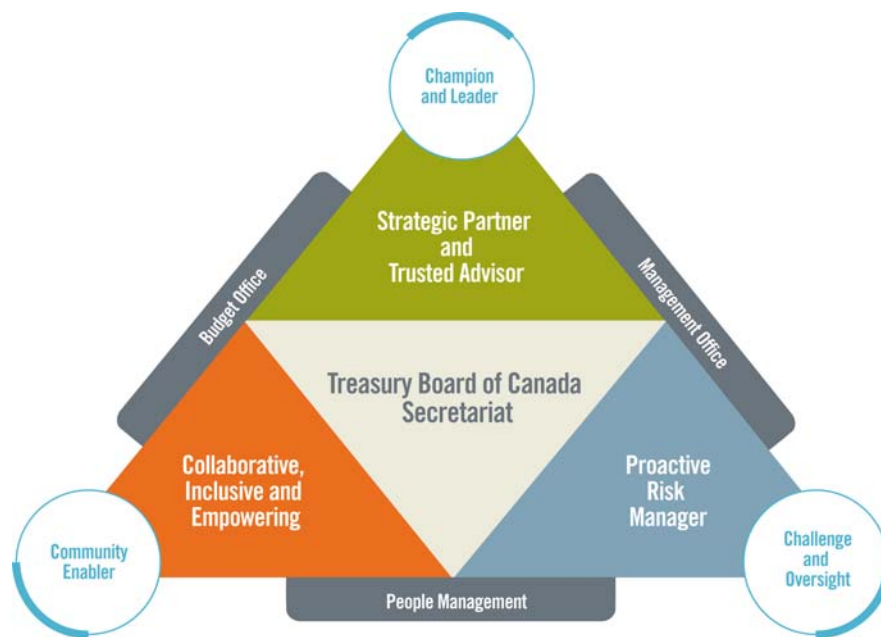 Champion
and Leader
Strategic Partner
and
Trusted Advisor
Budget Office
Management Office
Treasury Board of Canada
Secretariat
Collaborative,
Inclusive and
Empowering
Proactive
Risk
Manager
Community
Enabler
Challenge
and
Oversight
People Management